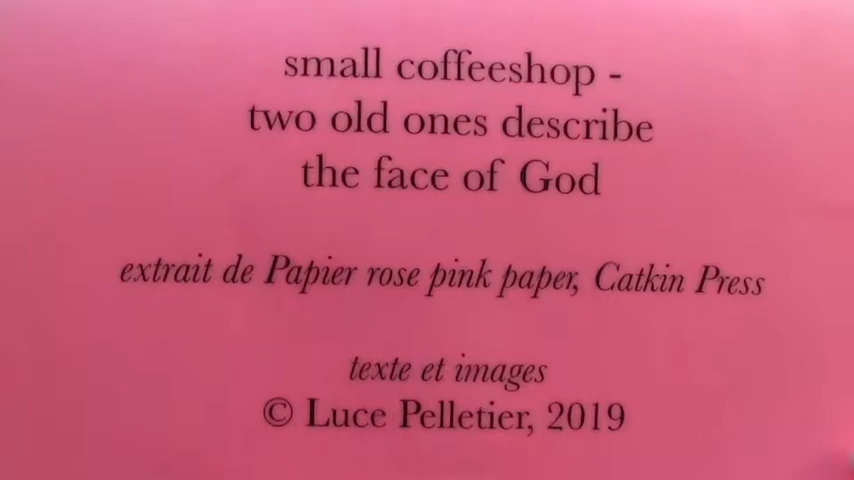 small coffeeshop -
two old ones describe
the face of God
extrait de Papier rose pink paper, Catkin Press
texte et images
© Luce Pelletier, 2019